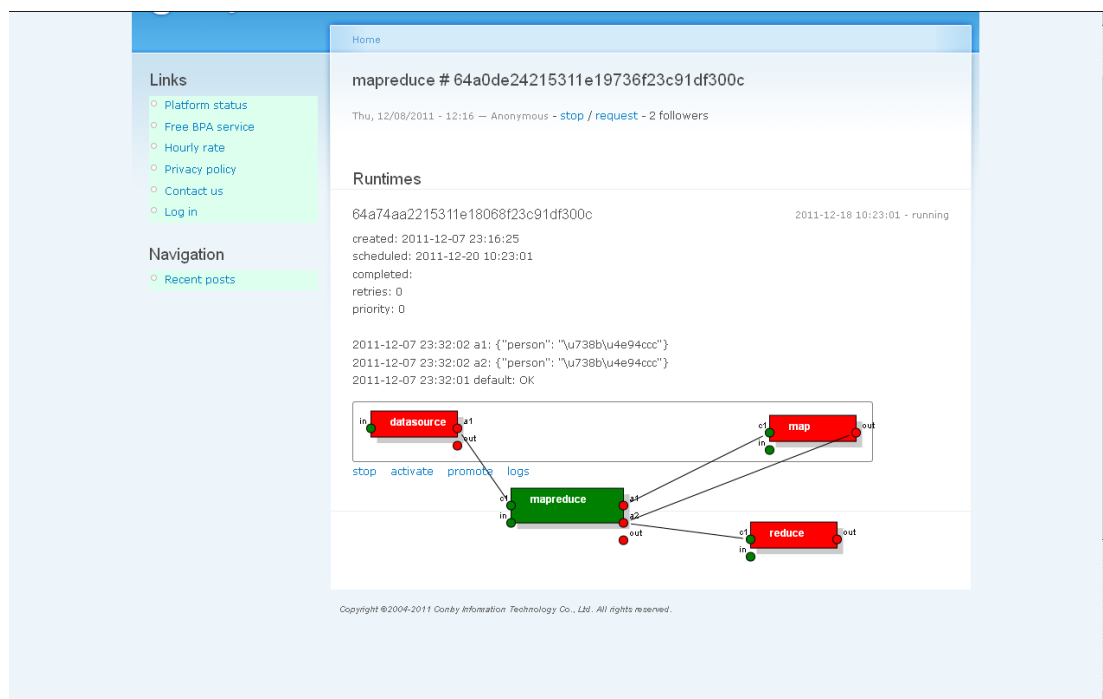 Home
Links
Platform status
Free BPA service
Hourly rate
Privacy policy
Contact us
Log in
Navigation
Recent posts
mapreduce # 64a0de24215311e19736f23c91df300c
Thu, 12/08/2011 - 12:16 — Anonymous - stop / request - 2 followers
Runtimes
64a74aa2215311e18068f23c91df300c
2011-12-18 10:23:01 - running
created: 2011-12-07 23:16:25
scheduled: 2011-12-20 10:23:01
completed:
retries: 0
priority: 0
2011-12-07 23:32:02 a1: {"person": "\u738b\u4e94ccc"}
2011-12-07 23:32:02 a2: {"person": "\u738b\u4e94ccc"}
2011-12-07 23:32:01 default: OK
in datasource a1
out
c1 map out
in
stop activate promote logs
c1 mapreduce a1
in a2
out
c1 reduce out
in
Copyright ©2004-2011 Conby Information Technology Co., Ltd. All rights reserved.